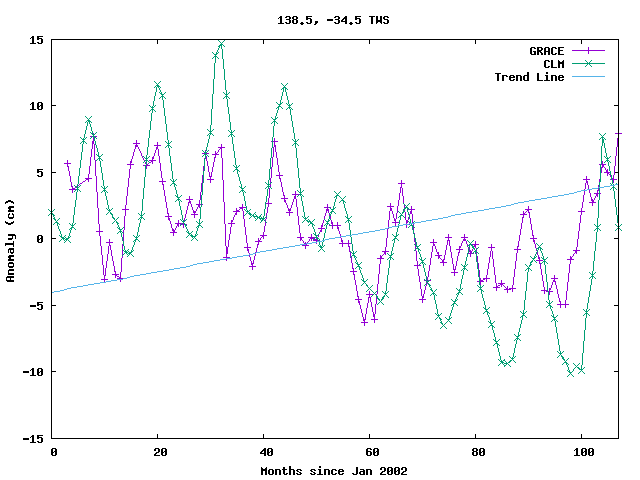 138.5, -34.5 TWS
GRACE
CLM
Trend Line
15
10
5
0
-5
-10
-15
Anomaly (cm)
0 20 40 60 80 100
Months since Jan 2002